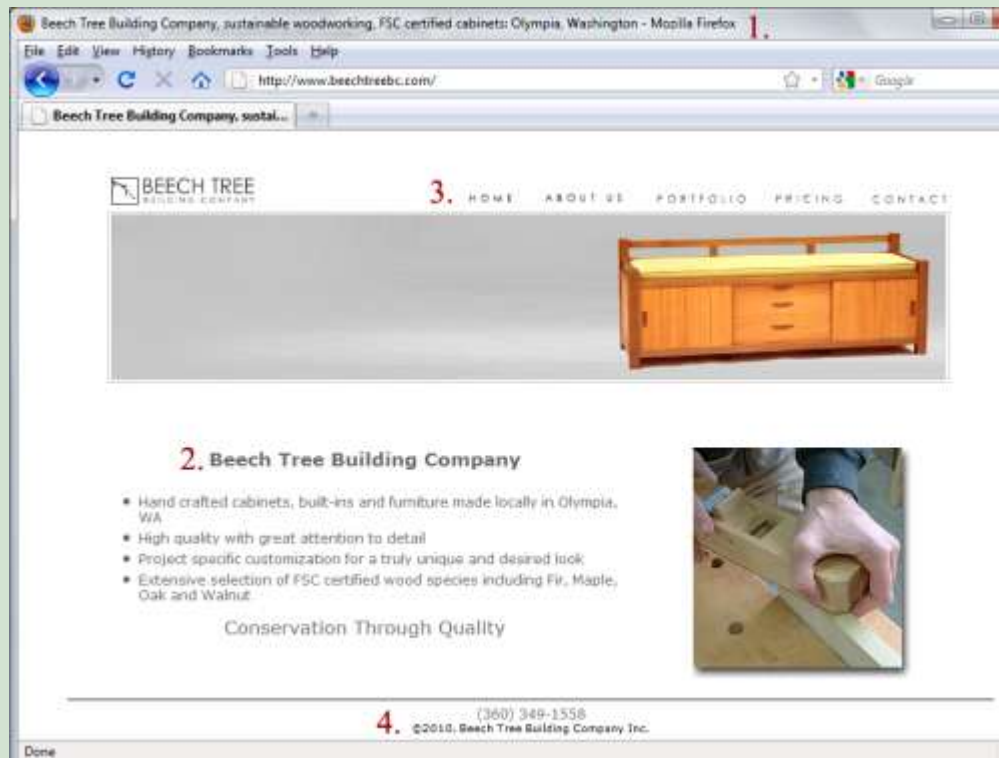 Beech Tree Building Company, sustainable woodworking, FSC certified cabinets: Olympia, Washington - Mozilla Firefox 1.
File Edit View History Bookmarks Tools Help
http://www.beechtreebc.com/ Google
Beech Tree Building Company, sustai...
BEECH TREE
BUILDING COMPANY
3. HOME ABOUT US PORTFOLIO PRICING CONTACT
2. Beech Tree Building Company
• Hand crafted cabinets, built-ins and furniture made locally in Olympia,
WA
• High quality with great attention to detail
• Project specific customization for a truly unique and desired look
• Extensive selection of FSC certified wood species including Fir, Maple,
Oak and Walnut
Conservation Through Quality
(360) 349-1558
4. ©2010, Beech Tree Building Company Inc.
Done